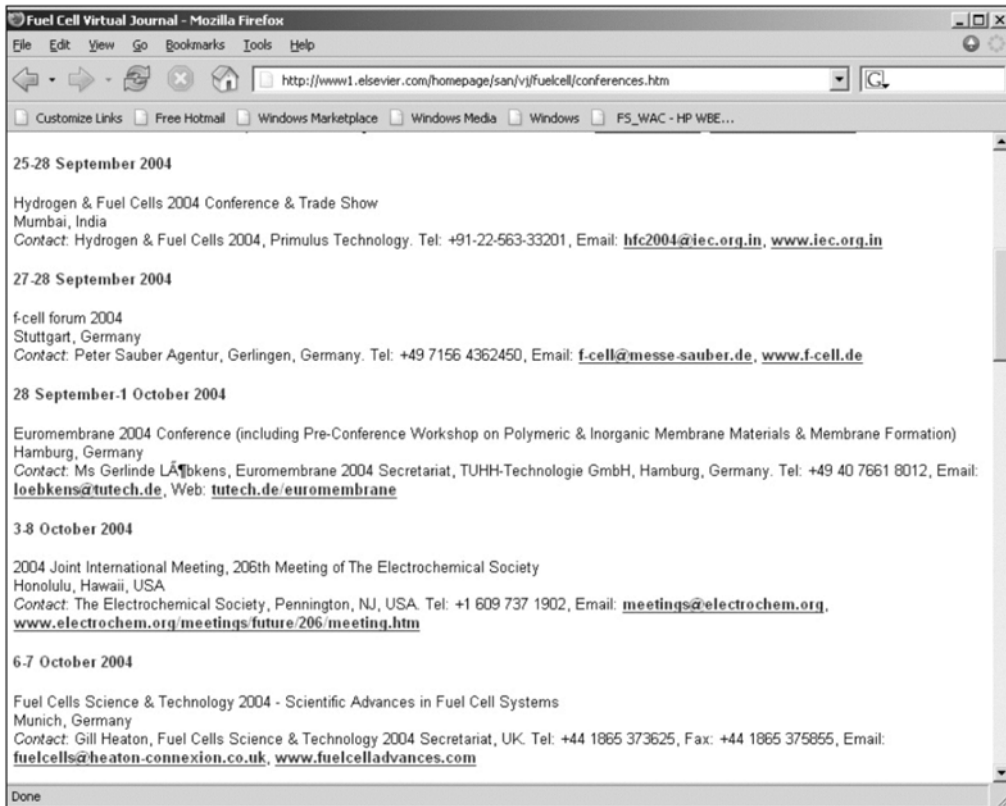 Fuel Cell Virtual Journal - Mozilla Firefox
File Edit View Go Bookmarks Tools Help
http://www1.elsevier.com/homepage/san/vj/fuelcell/conferences.htm
G
Customize Links Free Hotmail Windows Marketplace Windows Media Windows FS_WAC - HP WBE...
25-28 September 2004
Hydrogen & Fuel Cells 2004 Conference & Trade Show
Mumbai, India
Contact: Hydrogen & Fuel Cells 2004, Primulus Technology. Tel: +91-22-563-33201, Email: hfc2004@iec.org.in, www.iec.org.in
27-28 September 2004
f-cell forum 2004
Stuttgart, Germany
Contact: Peter Sauber Agentur, Gerlingen, Germany. Tel: +49 7156 4362450, Email: f-cell@messe-sauber.de, www.f-cell.de
28 September-1 October 2004
Euromembrane 2004 Conference (including Pre-Conference Workshop on Polymeric & Inorganic Membrane Materials & Membrane Formation)
Hamburg, Germany
Contact: Ms Gerlinde LÃ¶bkens, Euromembrane 2004 Secretariat, TUHH-Technologie GmbH, Hamburg, Germany. Tel: +49 40 7661 8012, Email:
loebkens@tutech.de, Web: tutech.de/euromembrane
3-8 October 2004
2004 Joint International Meeting, 206th Meeting of The Electrochemical Society
Honolulu, Hawaii, USA
Contact: The Electrochemical Society, Pennington, NJ, USA. Tel: +1 609 737 1902, Email: meetings@electrochem.org,
www.electrochem.org/meetings/future/206/meeting.htm
6-7 October 2004
Fuel Cells Science & Technology 2004 - Scientific Advances in Fuel Cell Systems
Munich, Germany
Contact: Gill Heaton, Fuel Cells Science & Technology 2004 Secretariat, UK. Tel: +44 1865 373625, Fax: +44 1865 375855, Email:
fuelcells@heaton-connexion.co.uk, www.fuelcelladvances.com
Done